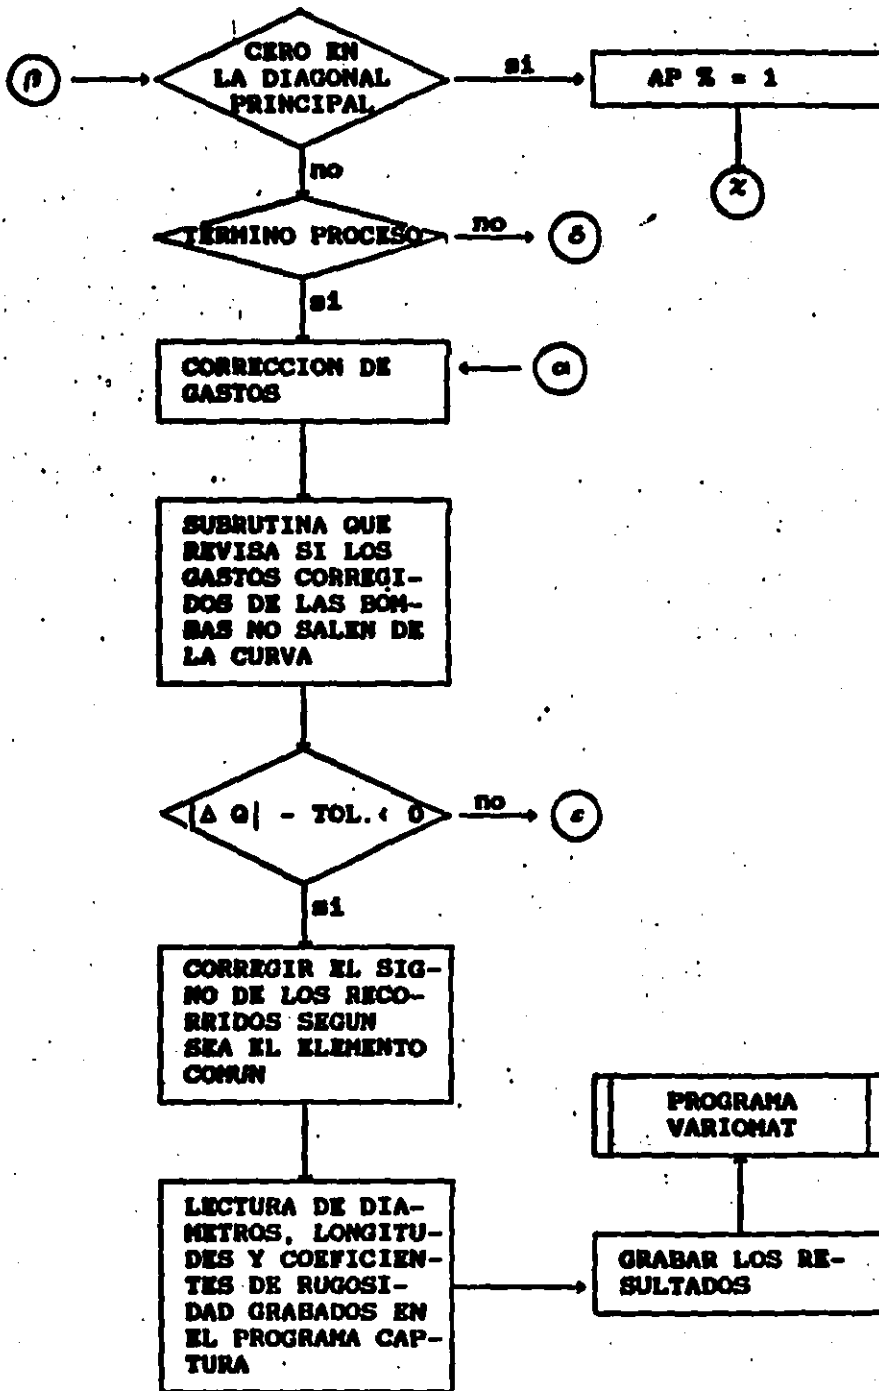 β
CERO EN
LA DIAGONAL
PRINCIPAL
si
AP % = 1
no
TERMINO PROCESO
no
δ
si
CORRECCION DE
GASTOS
α
SUBRUTINA QUE
REVISA SI LOS
GASTOS CORREGI-
DOS DE LAS BOM-
BAS NO SALEN DE
LA CURVA
|Δ Q| - TOL. < 0
no
ε
si
CORREGIR EL SIG-
NO DE LOS RECO-
RRIDOS SEGUN
SEA EL ELEMENTO
COMUN
PROGRAMA
VARIOMAT
LECTURA DE DIA-
METROS, LONGITU-
DES Y COEFICIEN-
TES DE RUGOSI-
DAD GRABADOS EN
EL PROGRAMA CAP-
TURA
GRABAR LOS RE-
SULTADOS